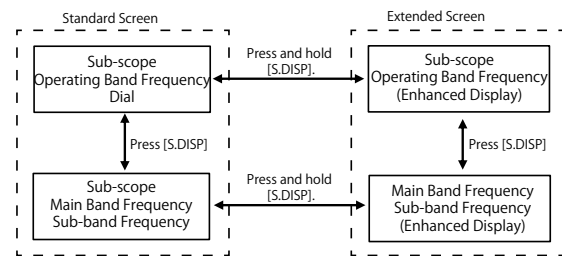 Standard Screen
Extended Screen
Sub-scope
Operating Band Frequency
Dial
Press and hold
[S.DISP].
Sub-scope
Operating Band Frequency
(Enhanced Display)
Press [S.DISP]
Press [S.DISP]
Sub-scope
Main Band Frequency
Sub-band Frequency
Press and hold
[S.DISP].
Main Band Frequency
Sub-band Frequency
(Enhanced Display)